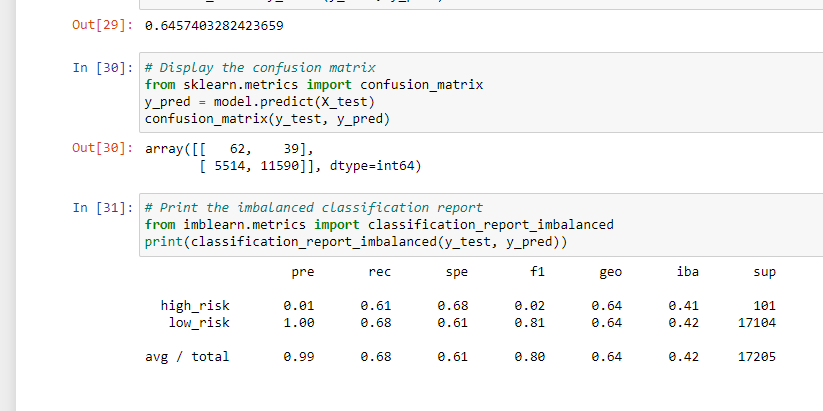 Out[29]: 0.6457403282423659
In [30]: # Display the confusion matrix
from sklearn.metrics import confusion_matrix
y_pred = model.predict(X_test)
confusion_matrix(y_test, y_pred)
Out[30]: array([[   62,    39],
       [ 5514, 11590]], dtype=int64)
In [31]: # Print the imbalanced classification report
from imblearn.metrics import classification_report_imbalanced
print(classification_report_imbalanced(y_test, y_pred))
pre rec spe f1 geo iba sup
high_risk 0.01 0.61 0.68 0.02 0.64 0.41 101
low_risk 1.00 0.68 0.61 0.81 0.64 0.42 17104
avg / total 0.99 0.68 0.61 0.80 0.64 0.42 17205